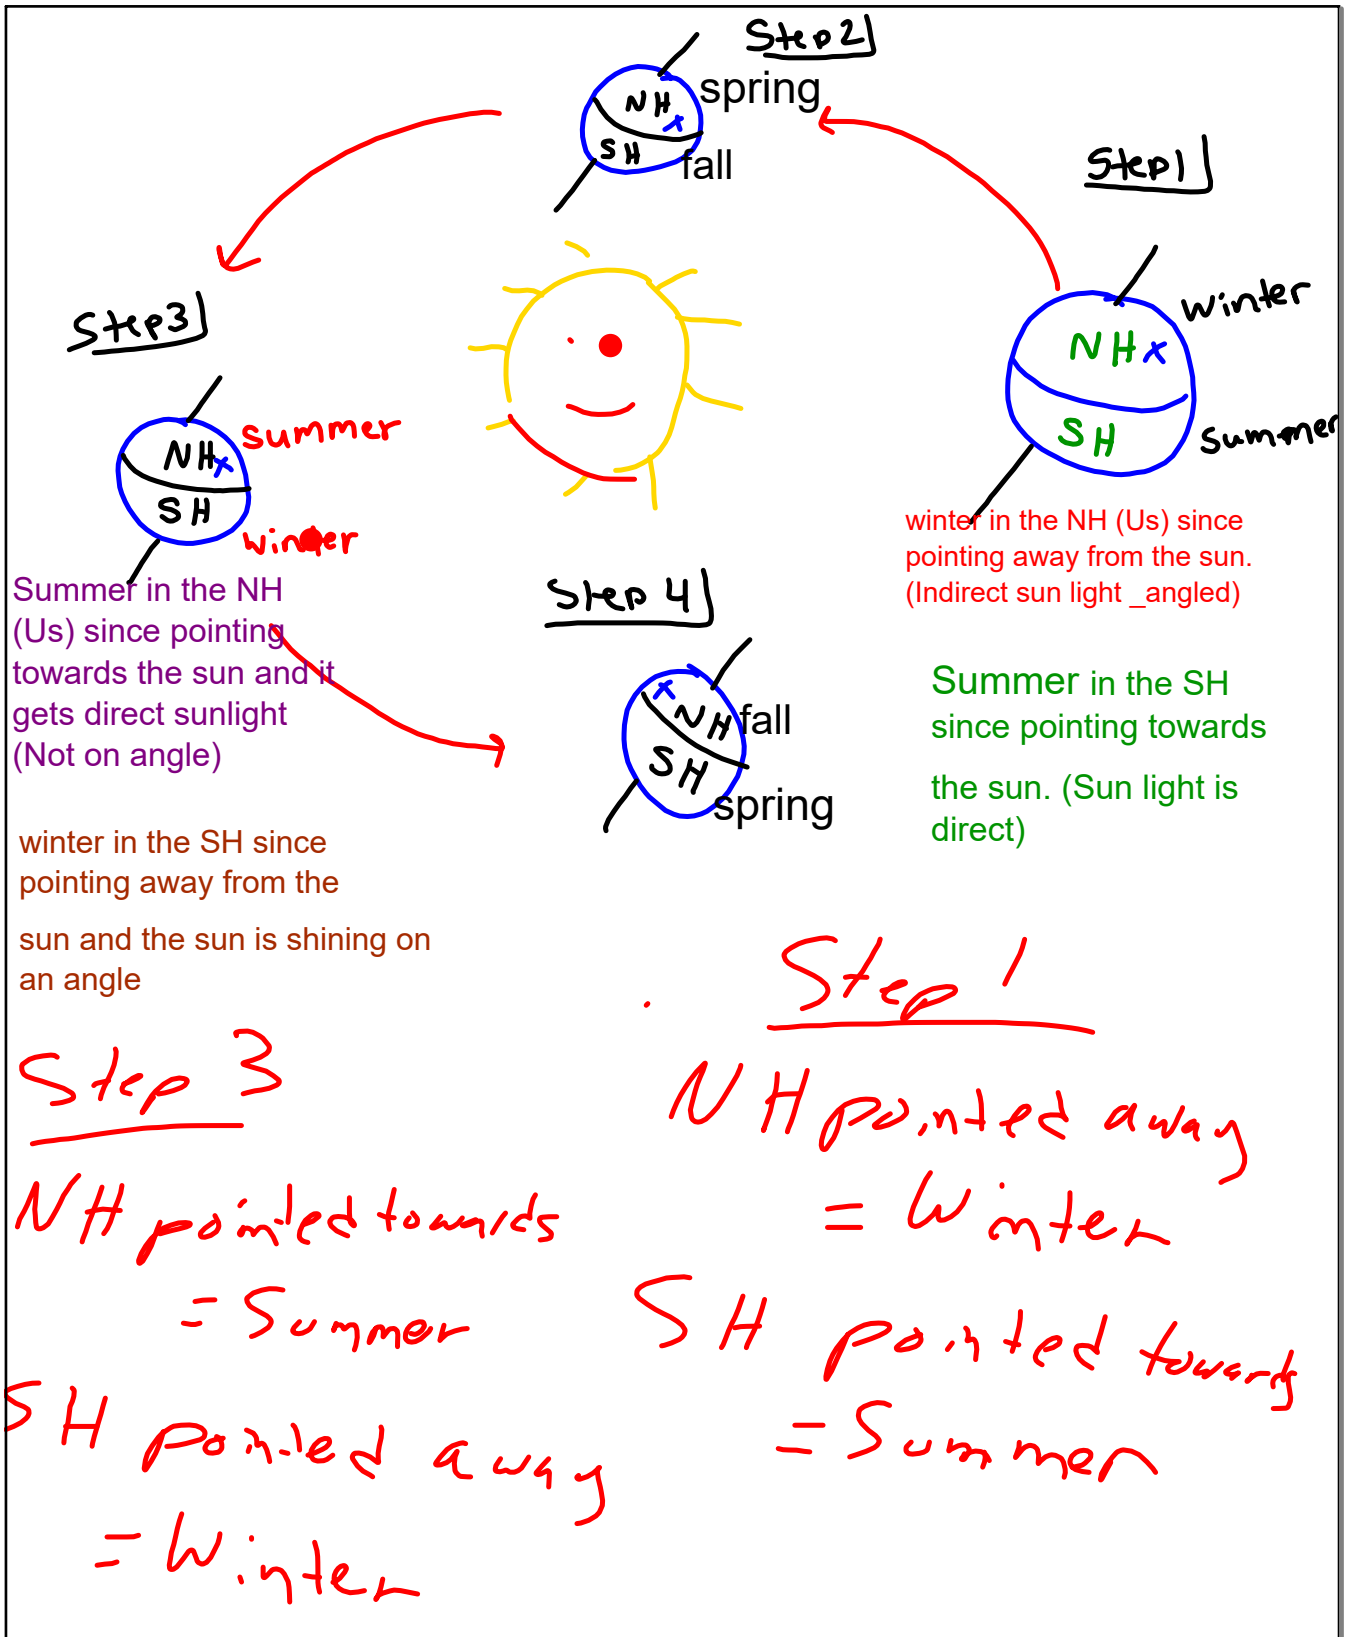 Step 2
spring
NH
x
SH
fall
Step 1
winter
NH x
SH
summer
Step 3
summer
NH x
SH
winter
winter in the NH (Us) since
pointing away from the sun.
(Indirect sun light _angled)
Summer in the NH
(Us) since pointing
towards the sun and it
gets direct sunlight
(Not on angle)
Step 4
x
NH
fall
SH
spring
Summer in the SH
since pointing towards
the sun. (Sun light is
direct)
winter in the SH since
pointing away from the
sun and the sun is shining on
an angle
Step 1
NH pointed away
= Winter
SH pointed towards
= Summer
Step 3
NH pointed towards
= Summer
SH pointed away
= Winter